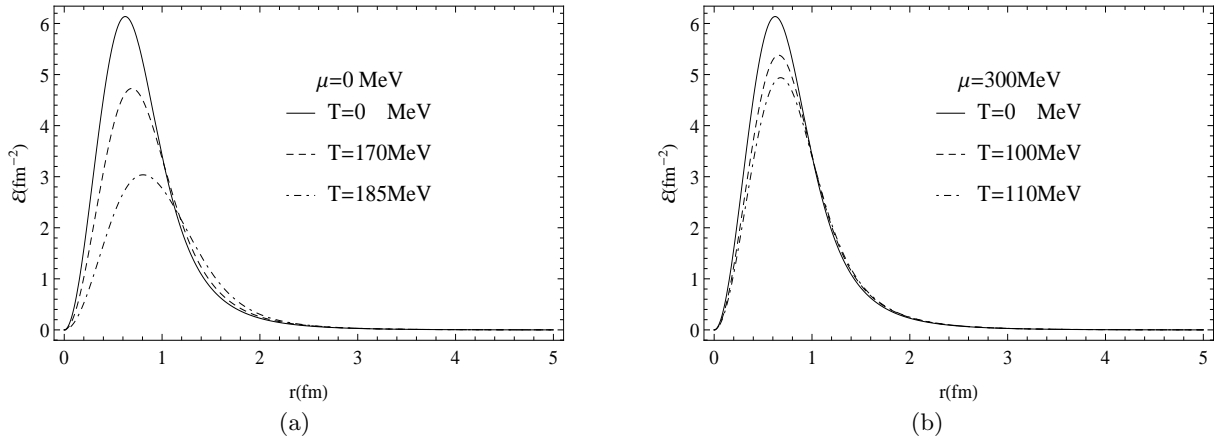 μ=0 MeV
T=0 MeV
T=170MeV
T=185MeV
ε(fm⁻²)
6
5
4
3
2
1
0
0 1 2 3 4 5
r(fm)
(a)
μ=300MeV
T=0 MeV
T=100MeV
T=110MeV
ε(fm⁻²)
6
5
4
3
2
1
0
0 1 2 3 4 5
r(fm)
(b)